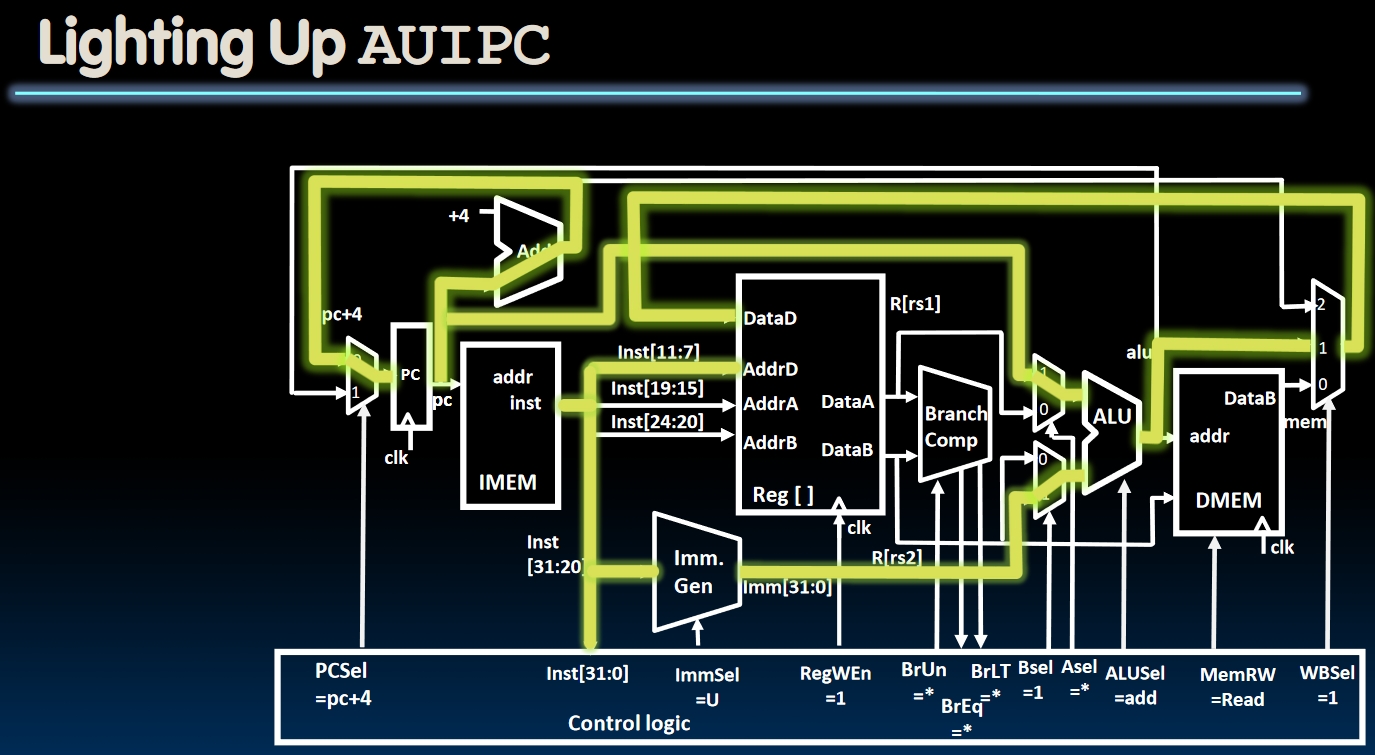 Lighting Up AUIPC
+4
Add
pc+4
0
1
PC
pc
clk
addr
inst
IMEM
Inst[11:7]
Inst[19:15]
Inst[24:20]
Inst
[31:20]
DataD
AddrD
AddrA
AddrB
DataA
DataB
Reg [ ]
clk
Imm.
Gen
Imm[31:0]
R[rs1]
R[rs2]
Branch
Comp
1
0
0
1
ALU
alu
addr
DataB
DMEM
clk
mem
2
1
0
PCSel
=pc+4
Inst[31:0]
ImmSel
=U
RegWEn
=1
BrUn
=*
BrEq
=*
BrLT
=*
Bsel
=1
Asel
=*
ALUSel
=add
MemRW
=Read
WBSel
=1
Control logic